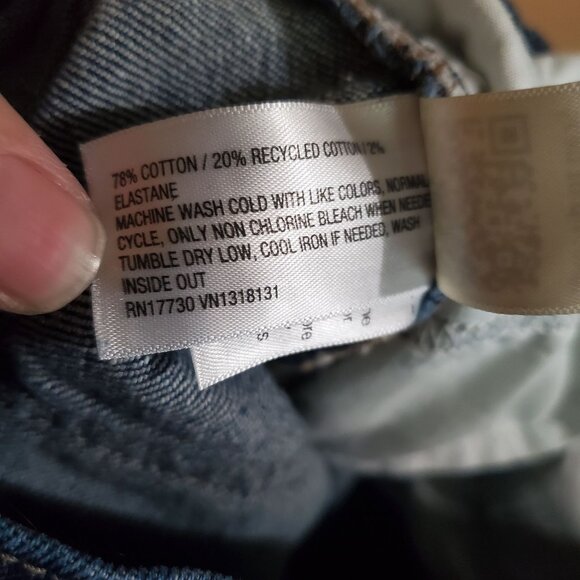 78% COTTON / 20% RECYCLED COTTON / 2%
ELASTANE
MACHINE WASH COLD WITH LIKE COLORS, NORMAL
CYCLE, ONLY NON CHLORINE BLEACH WHEN NEEDE
TUMBLE DRY LOW, COOL IRON IF NEEDED, WASH
INSIDE OUT
RN17730 VN1318131